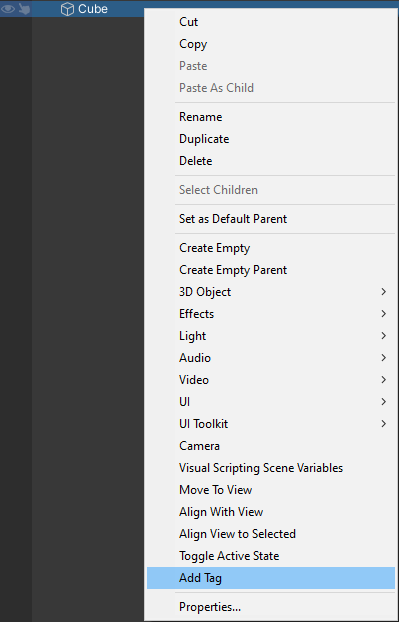 Cube
Cut
Copy
Paste
Paste As Child
Rename
Duplicate
Delete
Select Children
Set as Default Parent
Create Empty
Create Empty Parent
3D Object
Effects
Light
Audio
Video
UI
UI Toolkit
Camera
Visual Scripting Scene Variables
Move To View
Align With View
Align View to Selected
Toggle Active State
Add Tag
Properties...